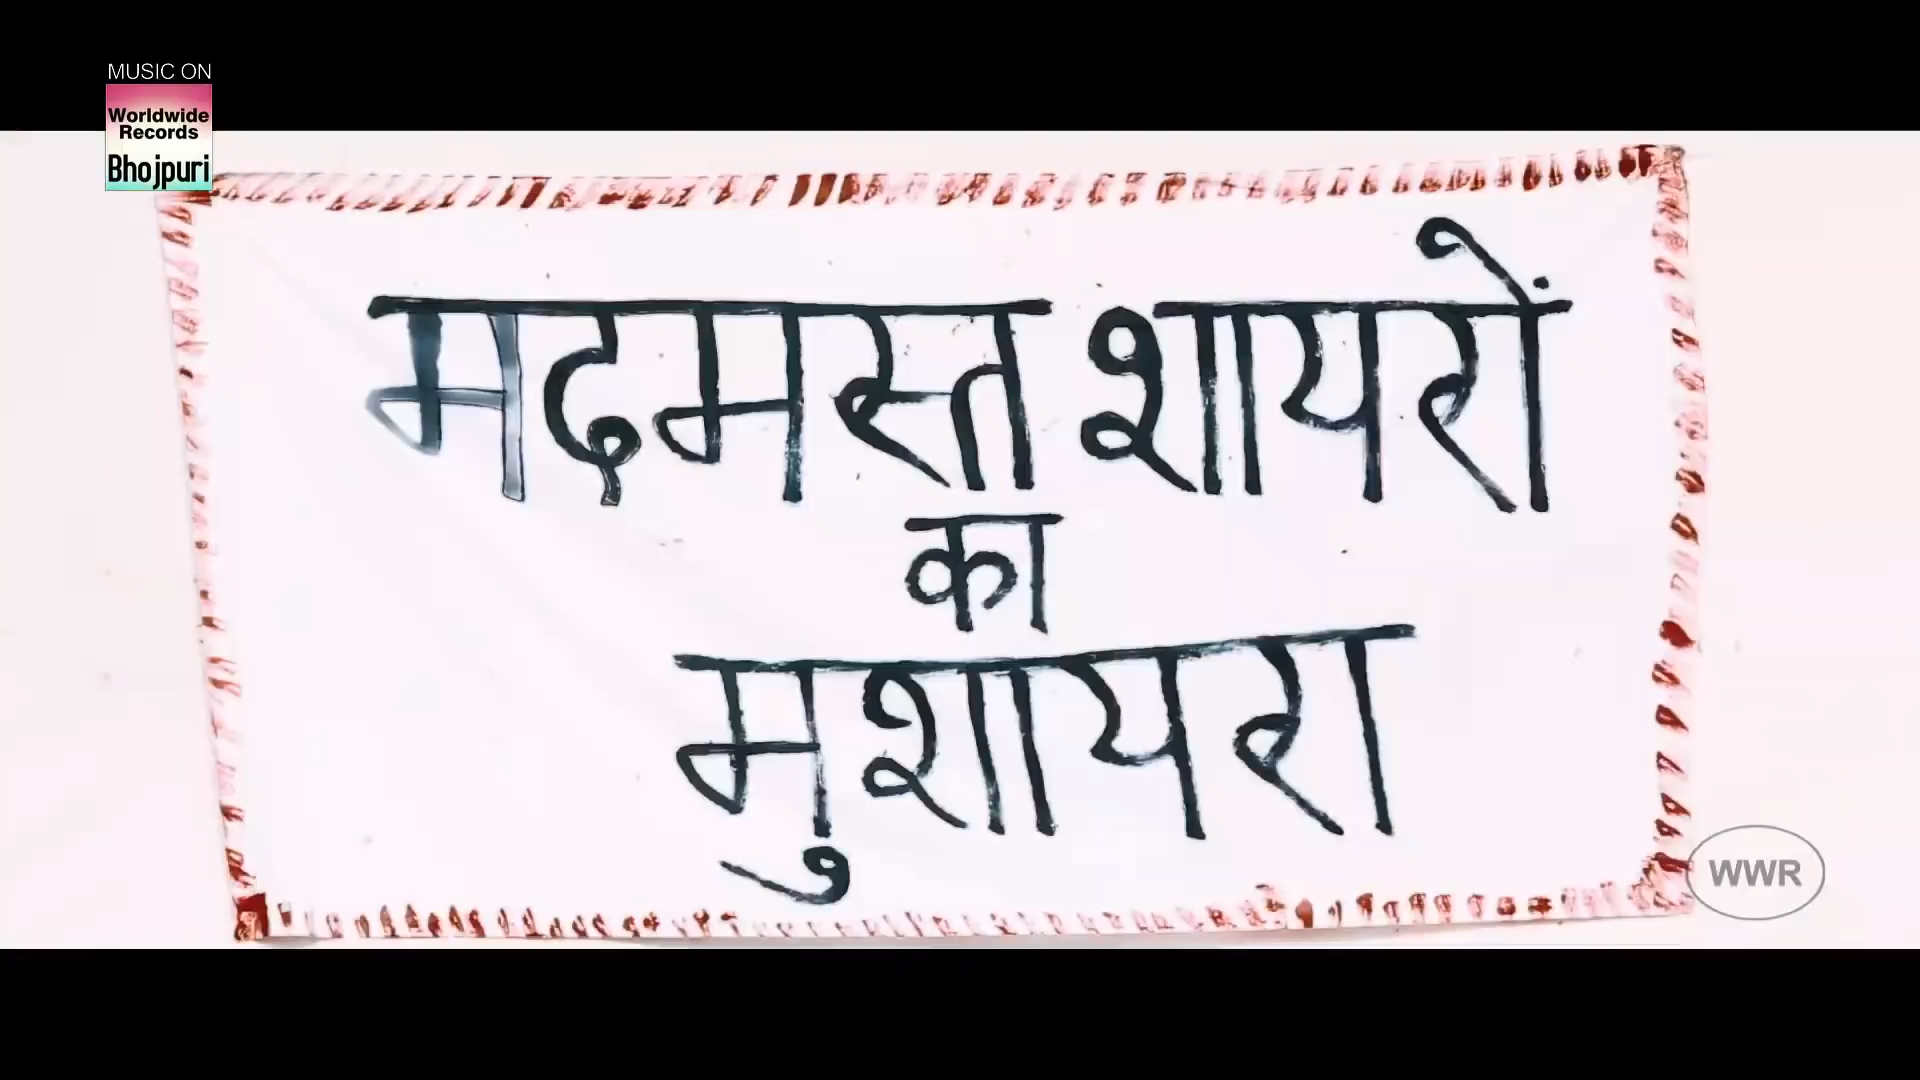 MUSIC ON
Worldwide
Records
Bhojpuri
मदमस्त शायरों
का
मुशायरा
WWR